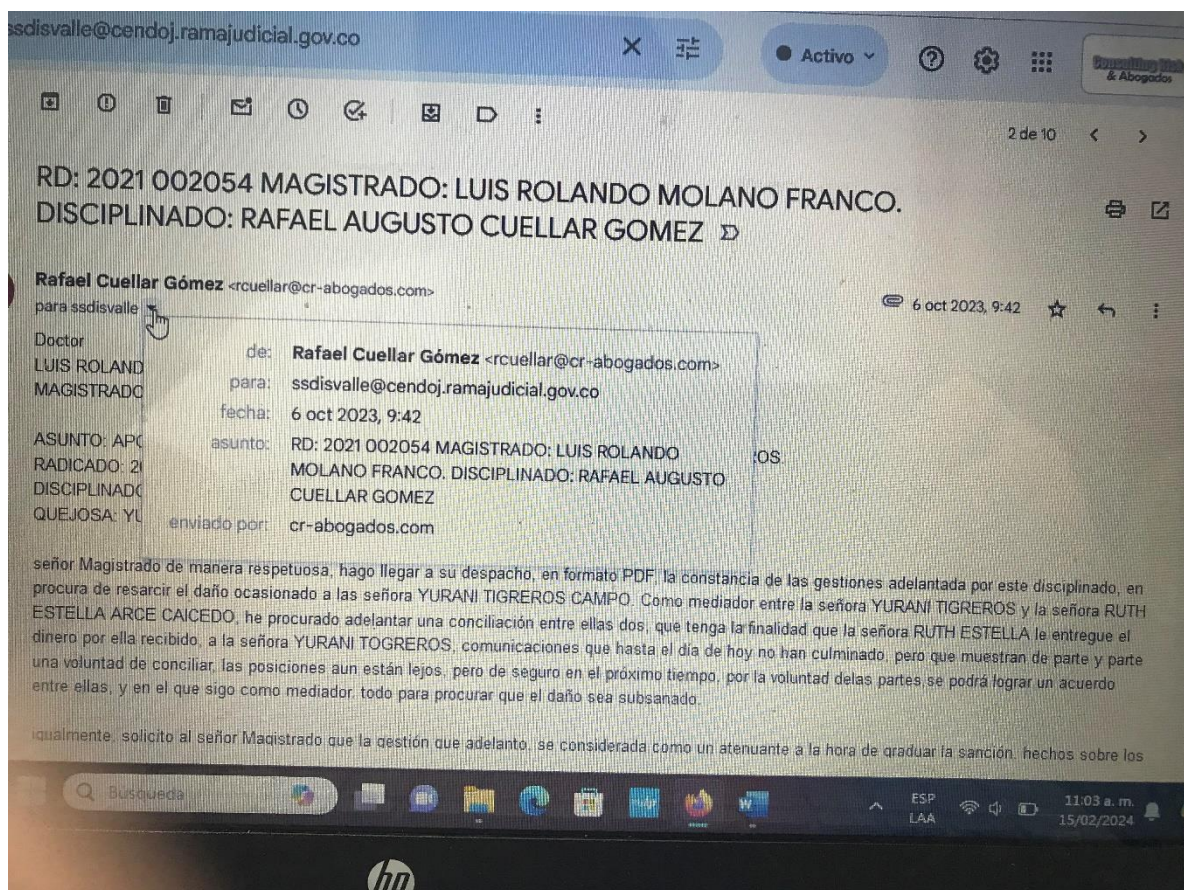 ssdisvalle@cendoj.ramajudicial.gov.co
Activo
& Abogados
2 de 10
RD: 2021 002054 MAGISTRADO: LUIS ROLANDO MOLANO FRANCO.
DISCIPLINADO: RAFAEL AUGUSTO CUELLAR GOMEZ
Rafael Cuellar Gómez <rcuellar@cr-abogados.com>
6 oct 2023, 9:42
para ssdisvalle
Doctor
LUIS ROLAND
MAGISTRADO
de: Rafael Cuellar Gómez <rcuellar@cr-abogados.com>
para: ssdisvalle@cendoj.ramajudicial.gov.co
fecha: 6 oct 2023, 9:42
asunto: RD: 2021 002054 MAGISTRADO: LUIS ROLANDO
MOLANO FRANCO. DISCIPLINADO: RAFAEL AUGUSTO
CUELLAR GOMEZ
enviado por: cr-abogados.com
ASUNTO: APO
RADICADO: 2
DISCIPLINADO
QUEJOSA: YU
OS.
señor Magistrado de manera respetuosa, hago llegar a su despacho, en formato PDF, la constancia de las gestiones adelantada por este disciplinado, en
procura de resarcir el daño ocasionado a las señora YURANI TIGREROS CAMPO. Como mediador entre la señora YURANI TIGREROS y la señora RUTH
ESTELLA ARCE CAICEDO, he procurado adelantar una conciliación entre ellas dos, que tenga la finalidad que la señora RUTH ESTELLA le entregue el
dinero por ella recibido, a la señora YURANI TOGREROS, comunicaciones que hasta el día de hoy no han culminado, pero que muestran de parte y parte
una voluntad de conciliar, las posiciones aun están lejos, pero de seguro en el próximo tiempo, por la voluntad delas partes,se podrá lograr un acuerdo
entre ellas, y en el que sigo como mediador, todo para procurar que el daño sea subsanado.
igualmente, solicito al señor Magistrado que la gestión que adelanto, se considerada como un atenuante a la hora de graduar la sanción, hechos sobre los
Búsqueda
ESP
LAA
11:03 a. m.
15/02/2024
hp